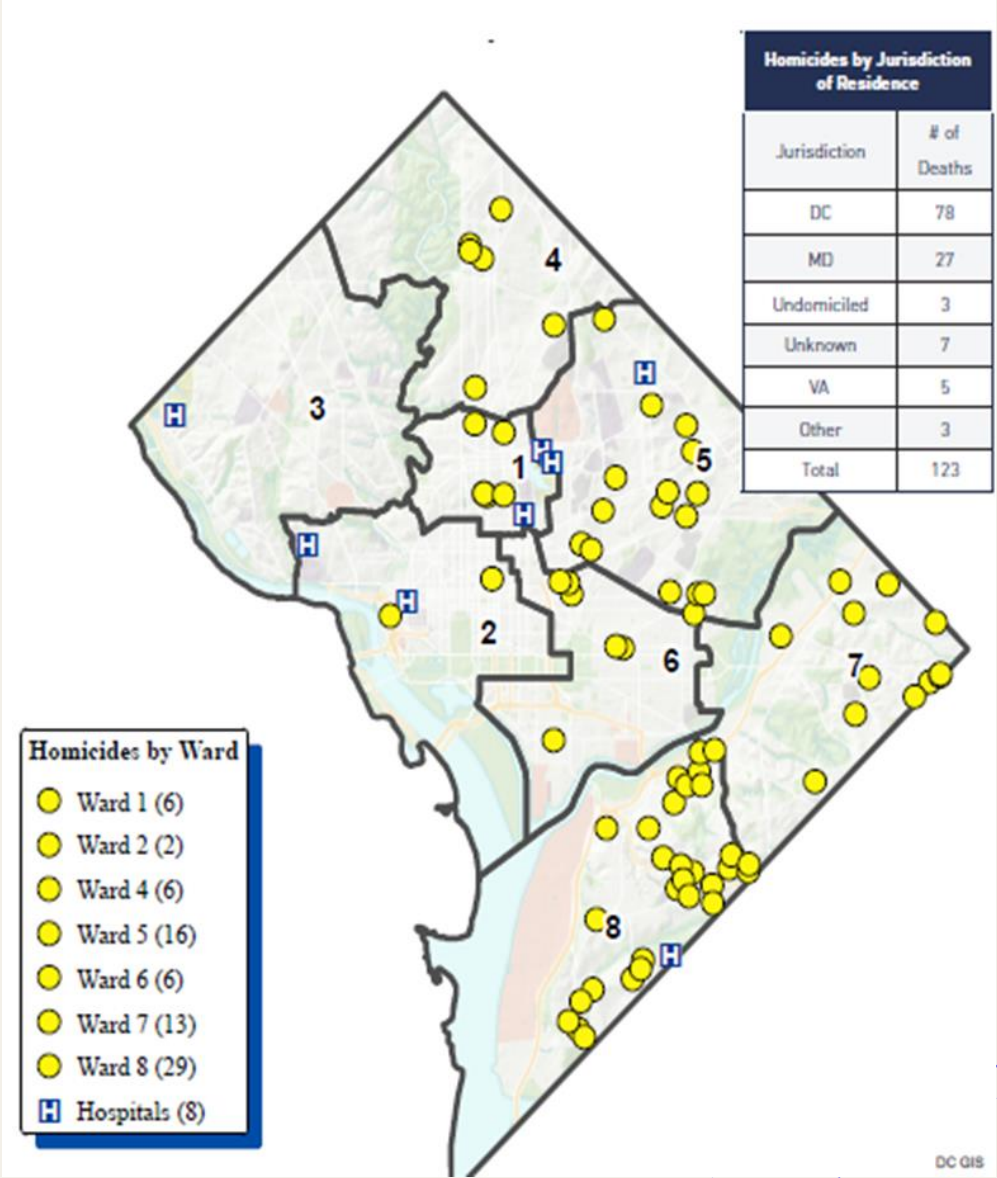 Homicides by Jurisdiction
of Residence
Jurisdiction
# of
Deaths
DC 78
MD 27
Undomiciled 3
Unknown 7
VA 5
Other 3
Total 123
4
H
3
H
5
1
H
H
H
H
H
2
6
7
8
H
Homicides by Ward
Ward 1 (6)
Ward 2 (2)
Ward 4 (6)
Ward 5 (16)
Ward 6 (6)
Ward 7 (13)
Ward 8 (29)
H Hospitals (8)
DC GIS